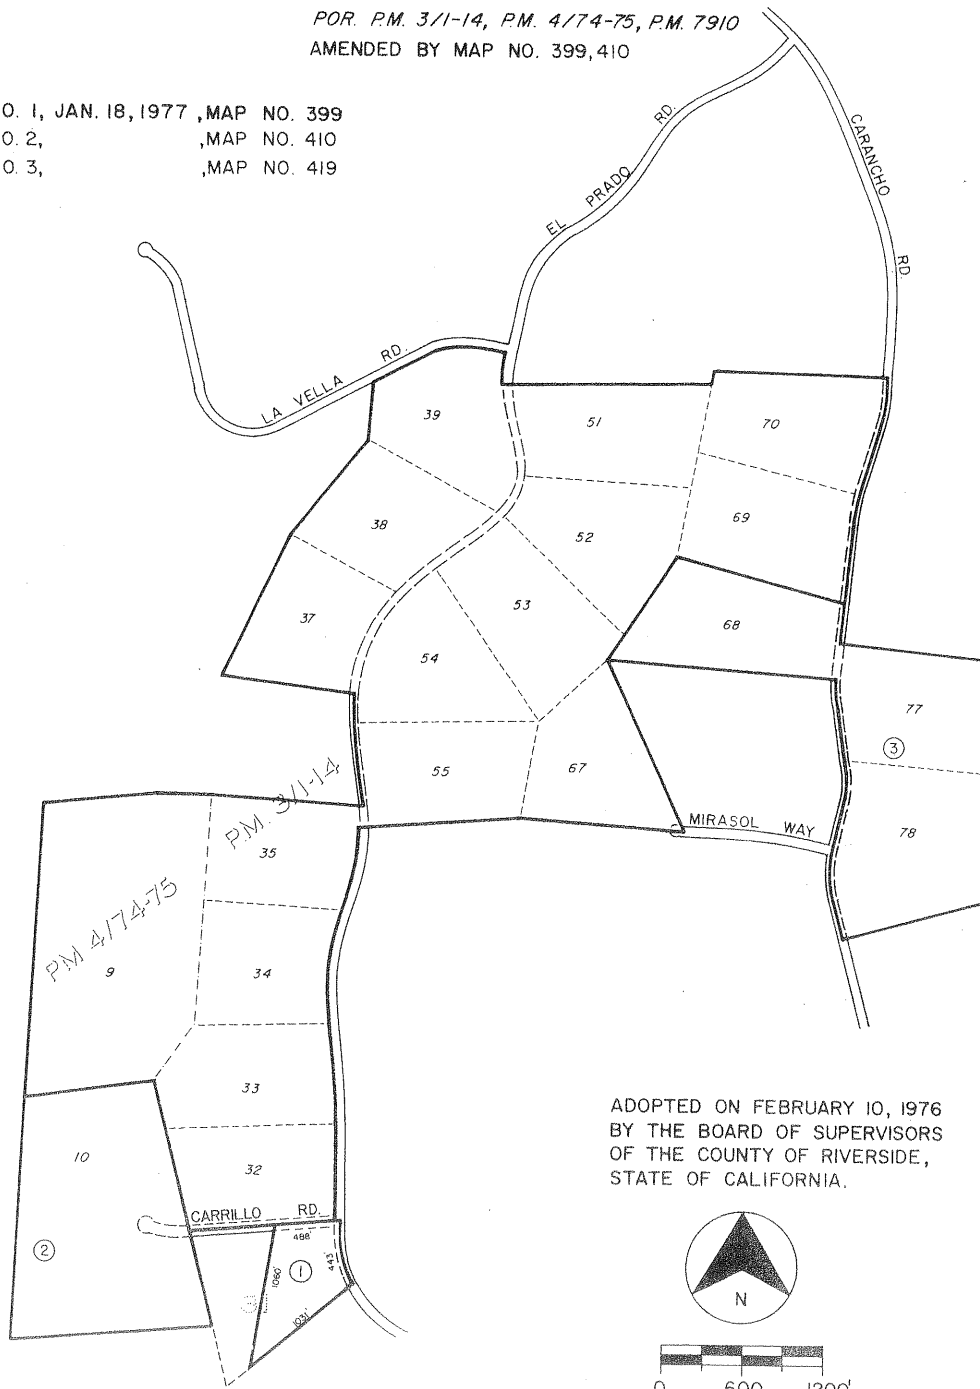 POR. P.M. 3/1-14, P.M. 4/74-75, P.M. 7910
AMENDED BY MAP NO. 399,410
O. 1, JAN. 18, 1977 ,MAP NO. 399
O. 2, ,MAP NO. 410
O. 3, ,MAP NO. 419
CARANCHO RD.
EL PRADO RD.
LA VELLA RD.
39
51
70
38
52
69
37
53
68
54
77
3
55
67
P.M. 3/1-14
MIRASOL WAY
78
35
P.M. 4/74-75
9
34
33
10
32
CARRILLO RD.
488'
2
1
443'
1060'
1031'
ADOPTED ON FEBRUARY 10, 1976
BY THE BOARD OF SUPERVISORS
OF THE COUNTY OF RIVERSIDE,
STATE OF CALIFORNIA.
N
0 600 1200'